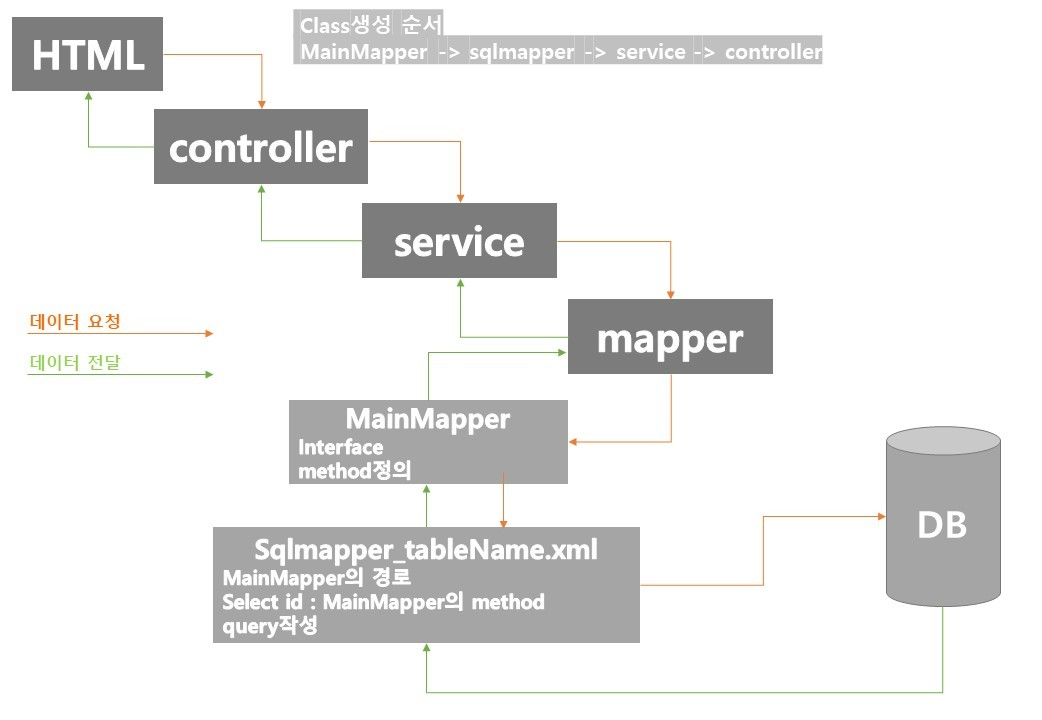 HTML
Class생성 순서
MainMapper -> sqlmapper -> service -> controller
controller
service
데이터 요청
mapper
데이터 전달
MainMapper
Interface
method정의
DB
Sqlmapper_tableName.xml
MainMapper의 경로
Select id : MainMapper의 method
query작성